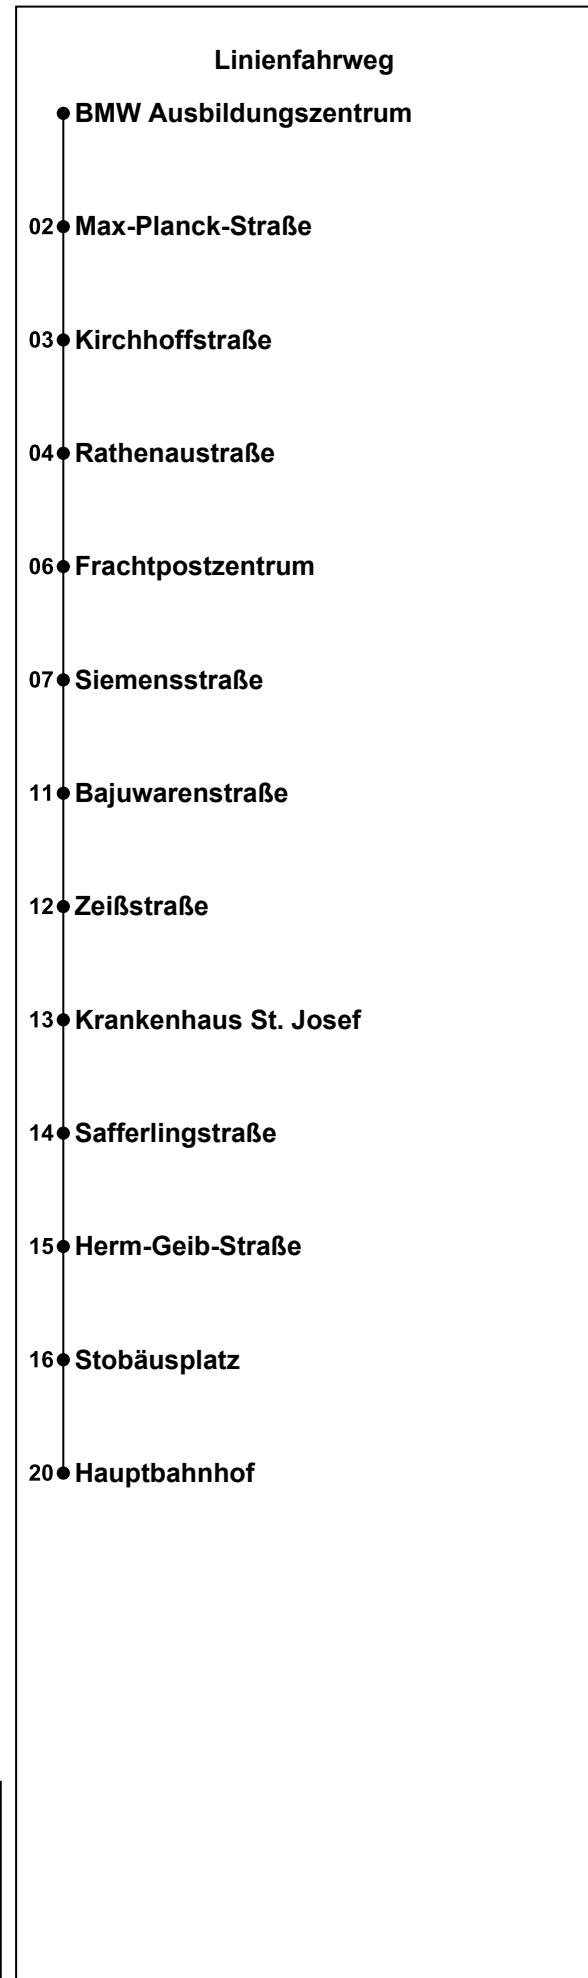 Linienfahrweg
BMW Ausbildungszentrum
02 Max-Planck-Straße
03 Kirchhoffstraße
04 Rathenaustraße
06 Frachtpostzentrum
07 Siemensstraße
11 Bajuwarenstraße
12 Zeißstraße
13 Krankenhaus St. Josef
14 Safferlingstraße
15 Herm-Geib-Straße
16 Stobäusplatz
20 Hauptbahnhof